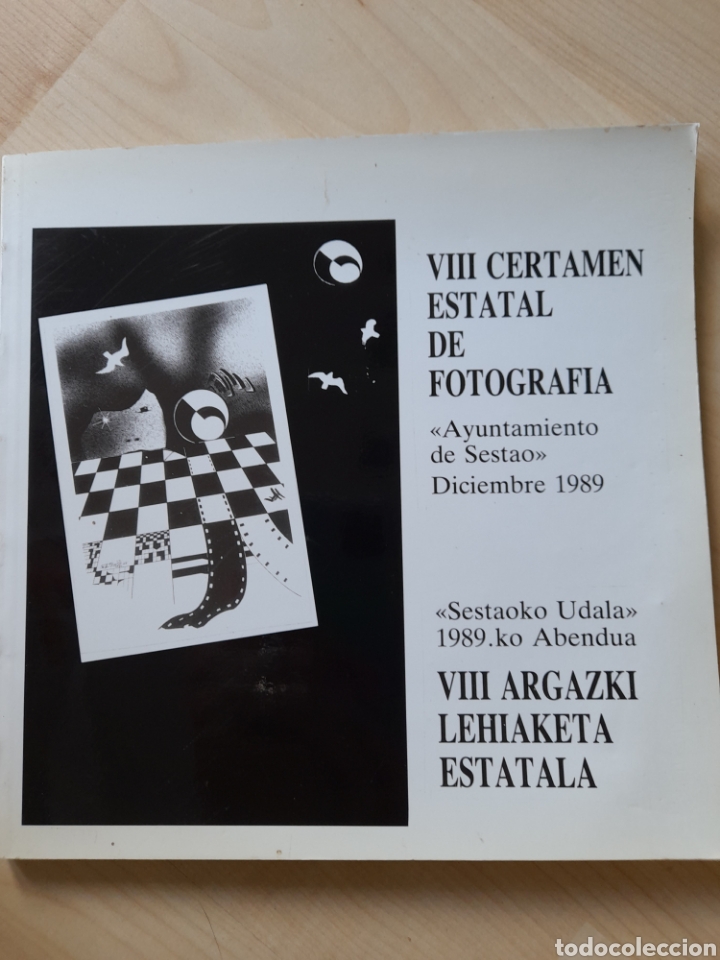 VIII CERTAMEN
ESTATAL
DE
FOTOGRAFIA
«Ayuntamiento
de Sestao»
Diciembre 1989
«Sestaoko Udala»
1989.ko Abendua
VIII ARGAZKI
LEHIAKETA
ESTATALA
todocoleccion